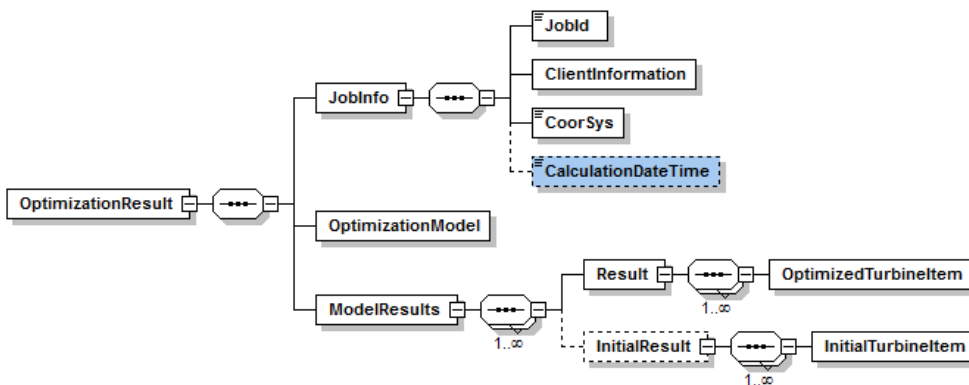 JobId
ClientInformation
JobInfo
CoorSys
CalculationDateTime
OptimizationResult
OptimizationModel
Result
OptimizedTurbineItem
1..∞
ModelResults
1..∞
InitialResult
InitialTurbineItem
1..∞